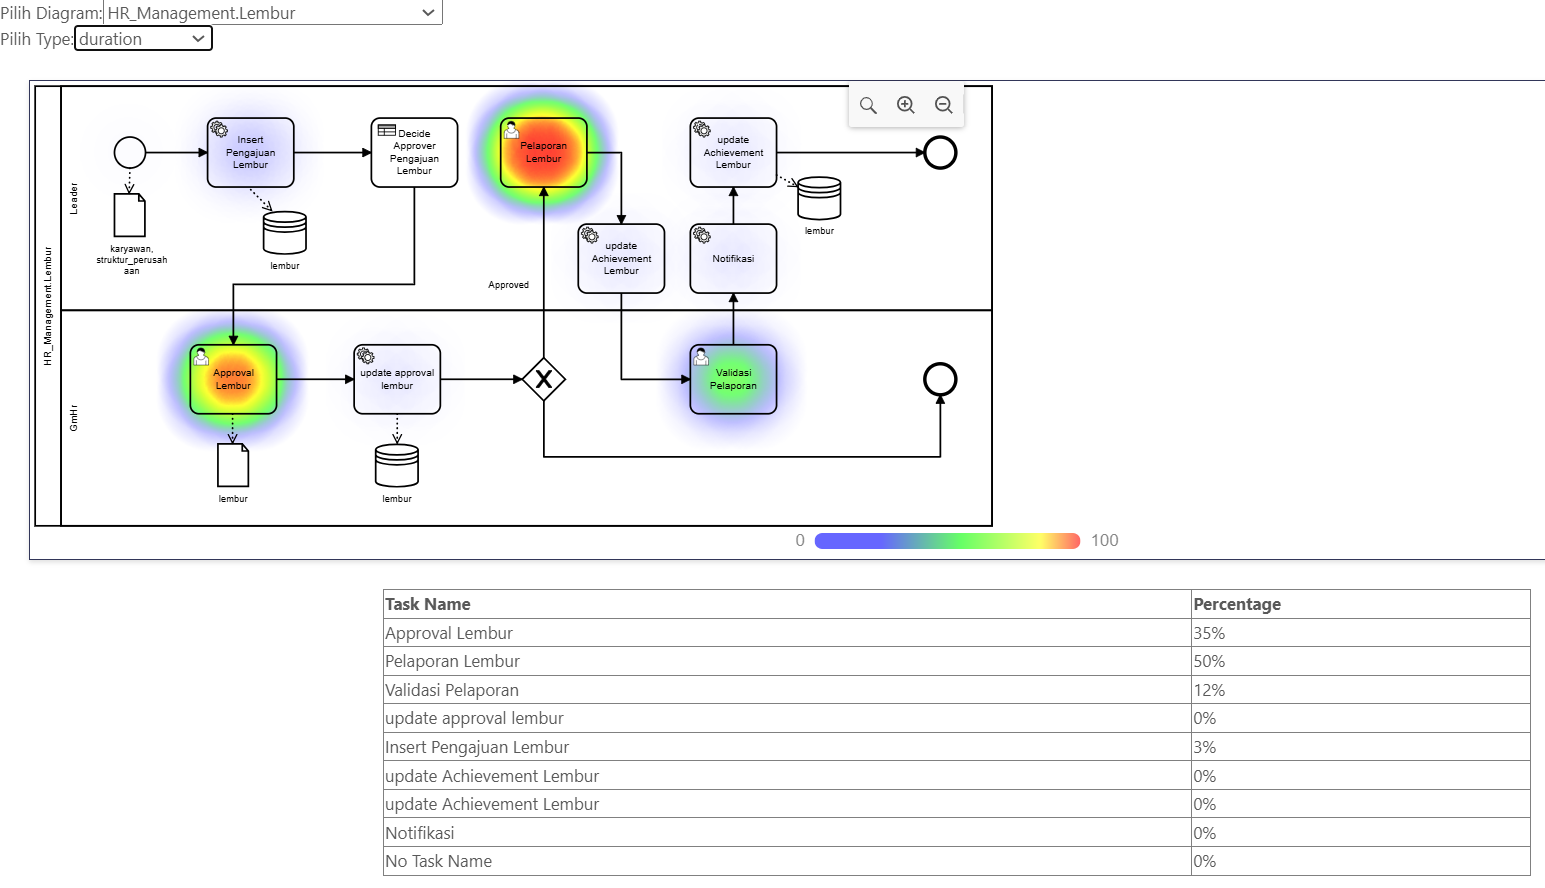 Pilih Diagram: HR_Management.Lembur
Pilih Type: duration
HR_Management.Lembur
Leader
GmHr
Insert
Pengajuan
Lembur
Decide
Approver
Pengajuan
Lembur
Pelaporan
Lembur
update
Achievement
Lembur
karyawan,
struktur_perusah
aan
lembur
lembur
update
Achievement
Lembur
Notifikasi
Approved
Approval
Lembur
update approval
lembur
X
Validasi
Pelaporan
lembur
lembur
0 100
Task Name Percentage
Approval Lembur 35%
Pelaporan Lembur 50%
Validasi Pelaporan 12%
update approval lembur 0%
Insert Pengajuan Lembur 3%
update Achievement Lembur 0%
update Achievement Lembur 0%
Notifikasi 0%
No Task Name 0%